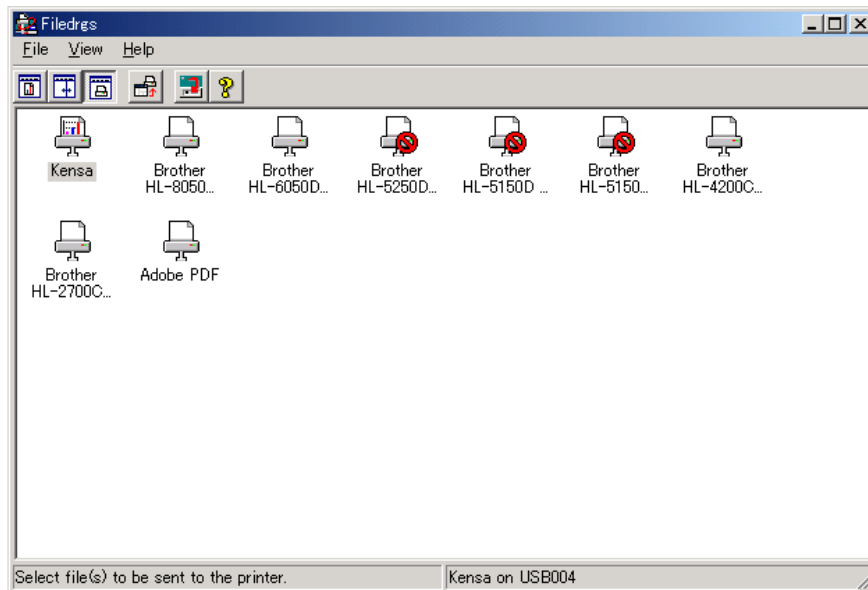 Filedrgs
File View Help
Kensa
Brother
HL-8050...
Brother
HL-6050D...
Brother
HL-5250D...
Brother
HL-5150D ...
Brother
HL-5150...
Brother
HL-4200C...
Brother
HL-2700C...
Adobe PDF
Select file(s) to be sent to the printer.
Kensa on USB004